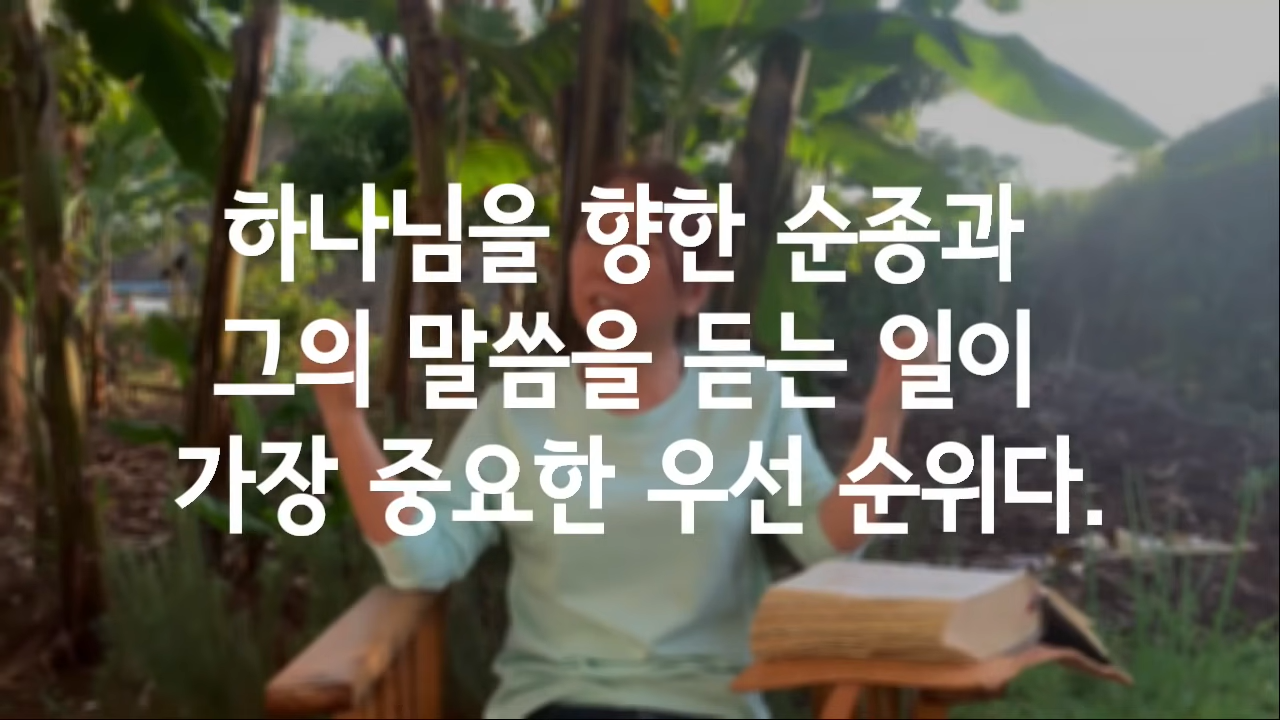 하나님을 향한 순종과
그의 말씀을 듣는 일이
가장 중요한 우선 순위다.